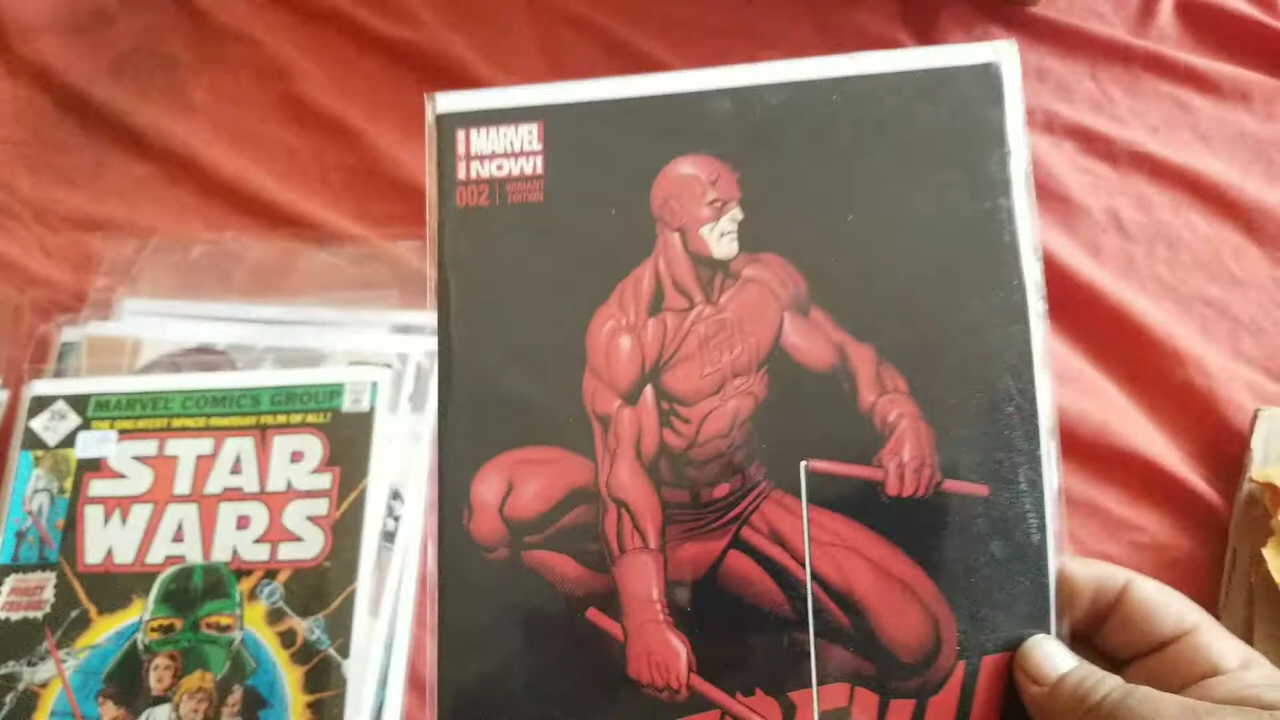 MARVEL
NOW!
002 VARIANT
EDITION
MARVEL COMICS GROUP
THE GREATEST SPACE-FANTASY FILM OF ALL!
STAR
WARS